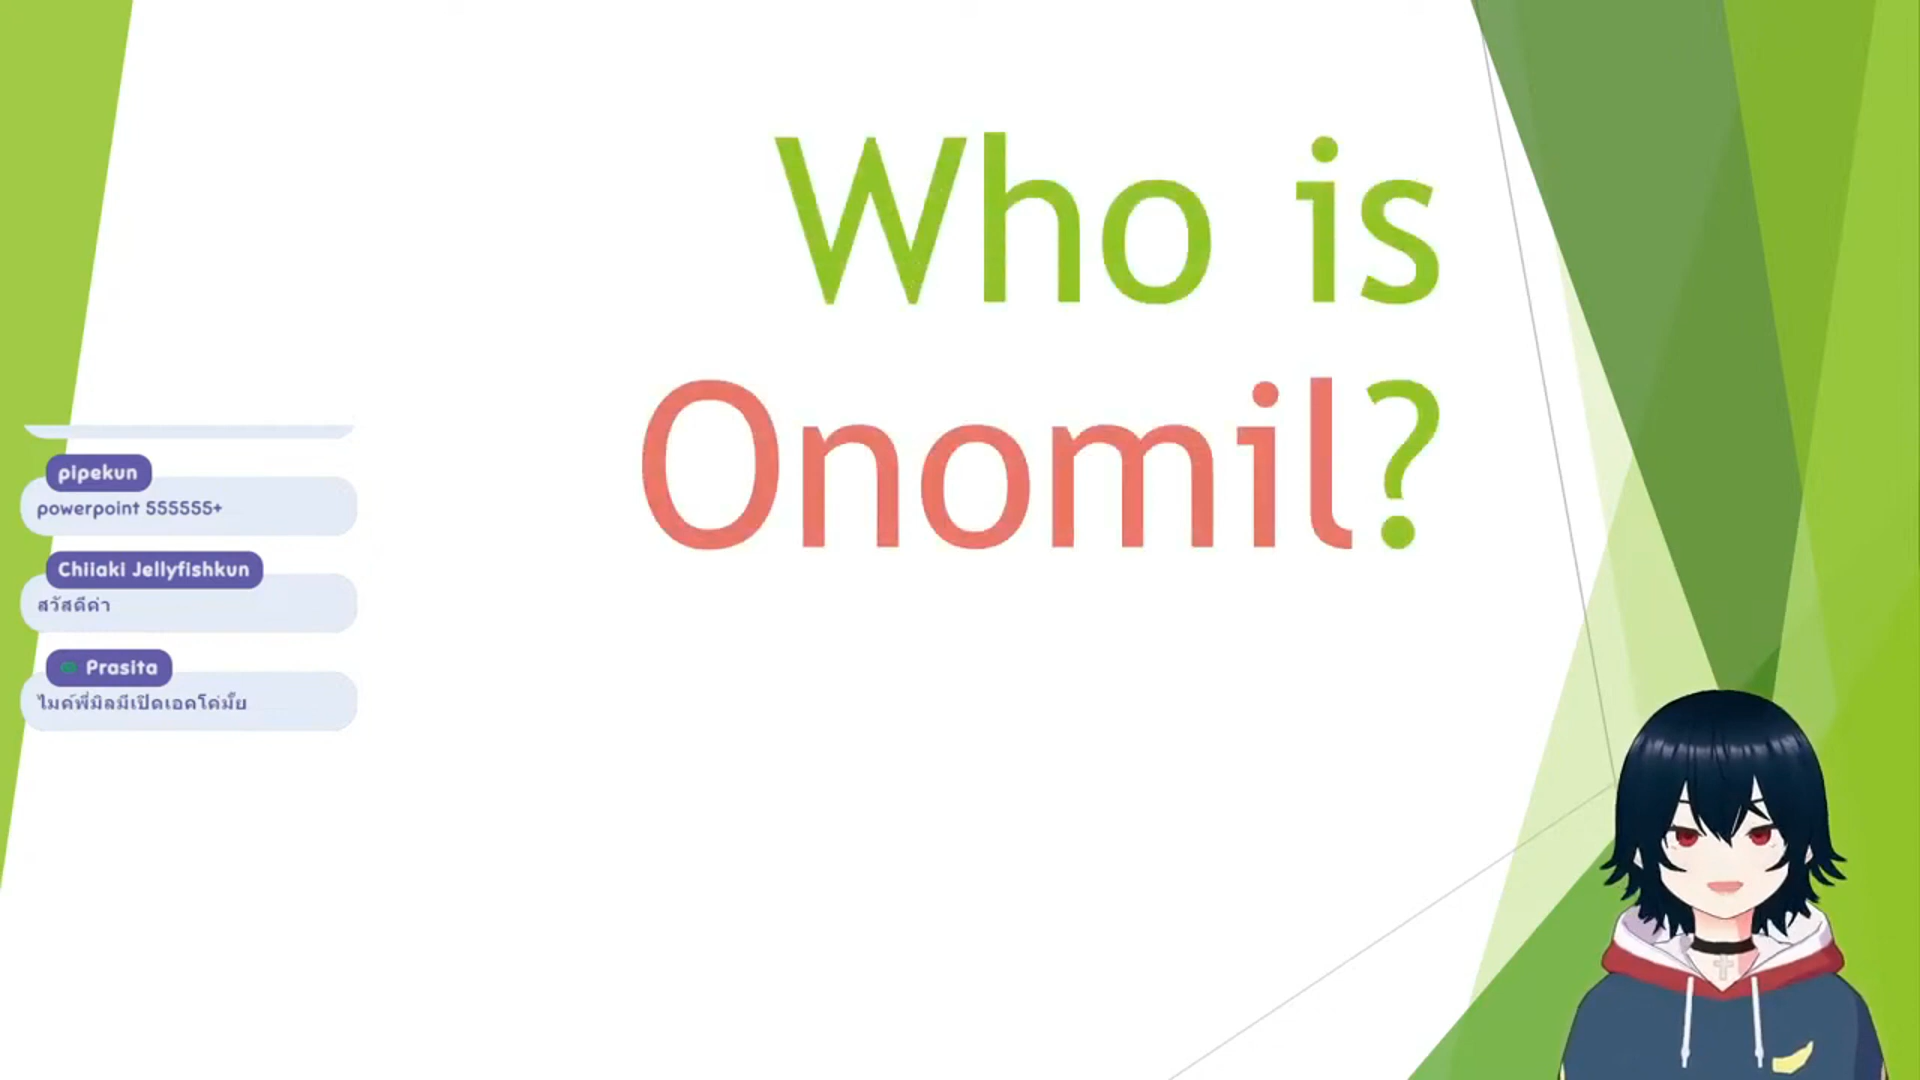 Who is
Onomil?
pipekun
powerpoint 555555+
Chiiaki Jellyfishkun
สวัสดีค่า
Prasita
ไมค์พี่มิลมีเปิดเอคโค่มั๊ย